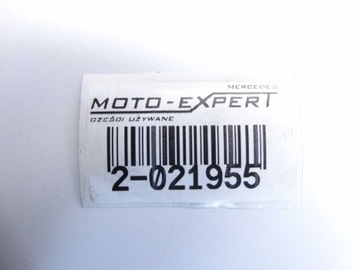 MERCEDES
MOTO-EXPERT
CZĘŚCI UŻYWANE
2-021955